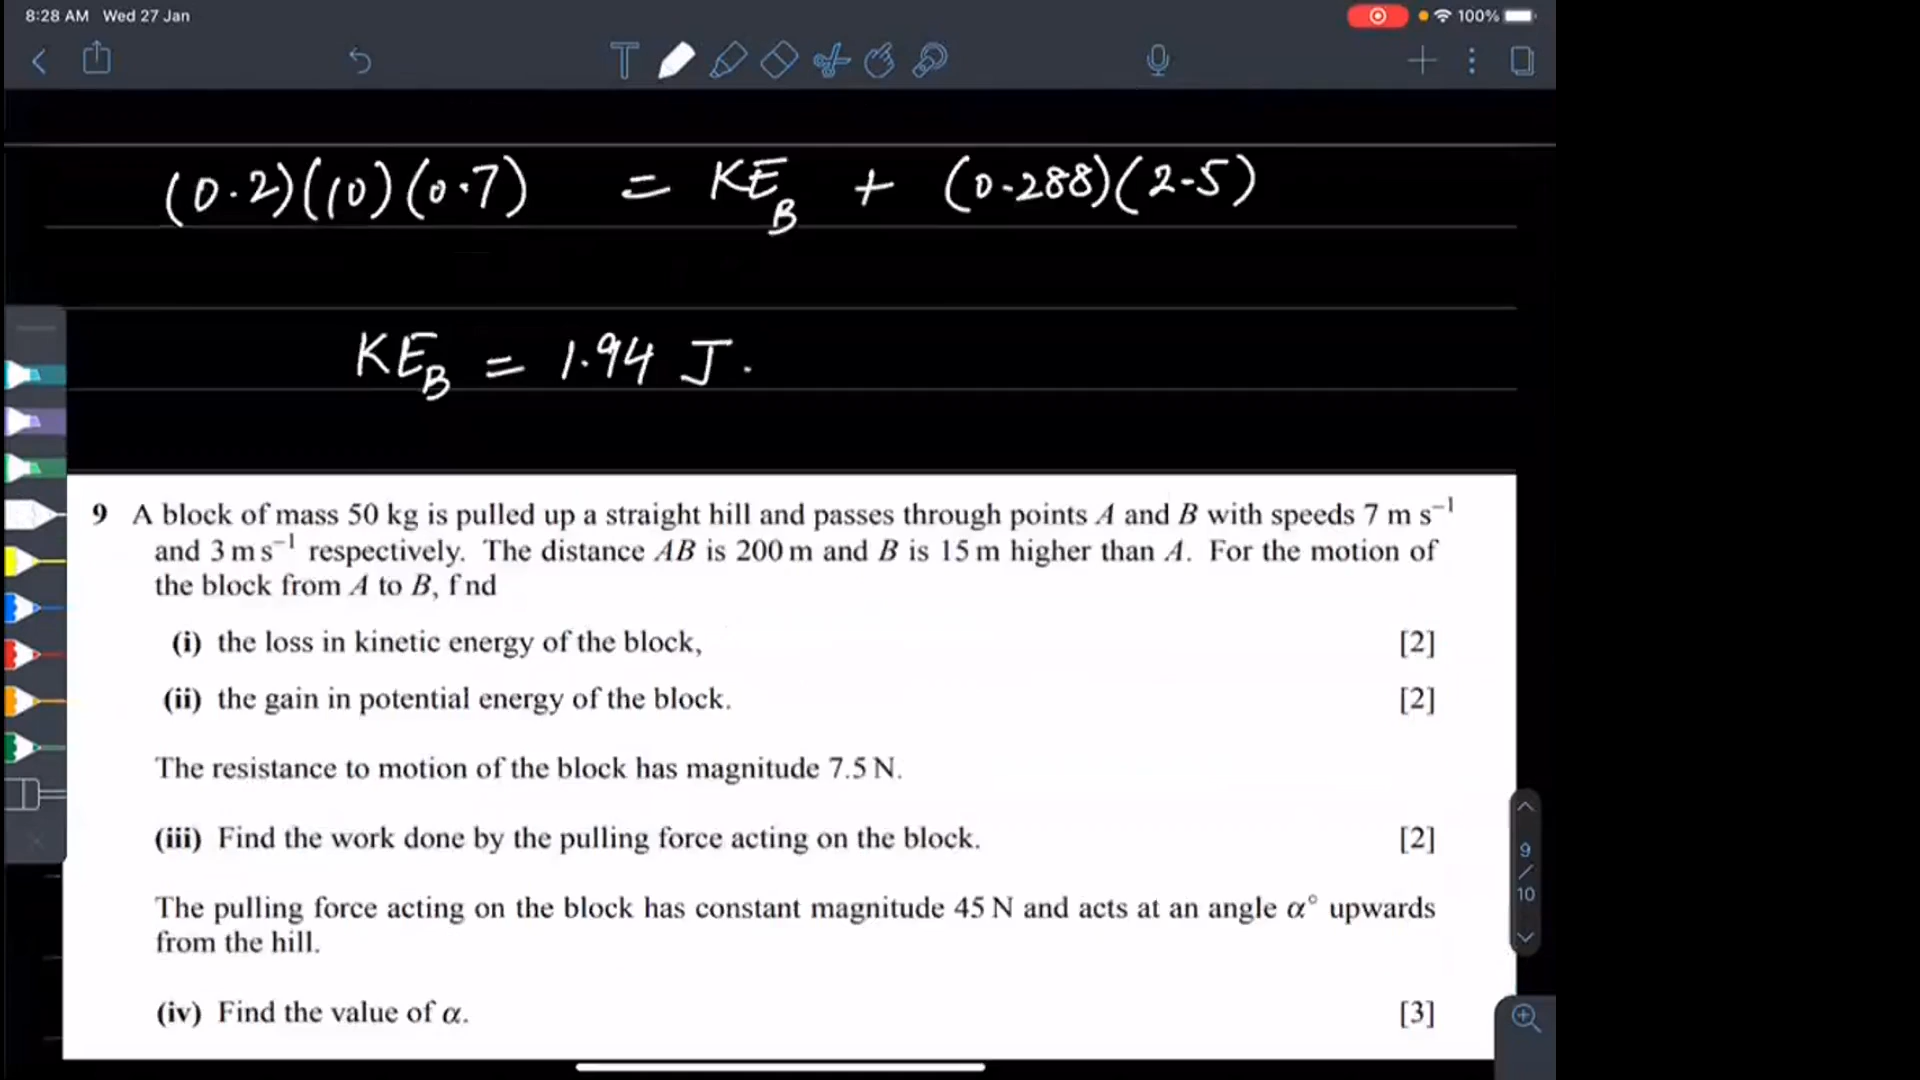 8:28 AM Wed 27 Jan
100%
(0.2)(10)(0.7) = KE_B + (0.288)(2.5)
KE_B = 1.94 J.
9 A block of mass 50 kg is pulled up a straight hill and passes through points A and B with speeds 7 m s⁻¹
and 3 m s⁻¹ respectively. The distance AB is 200 m and B is 15 m higher than A. For the motion of
the block from A to B, f nd
(i) the loss in kinetic energy of the block, [2]
(ii) the gain in potential energy of the block. [2]
The resistance to motion of the block has magnitude 7.5 N.
(iii) Find the work done by the pulling force acting on the block. [2]
The pulling force acting on the block has constant magnitude 45 N and acts at an angle α° upwards
from the hill.
(iv) Find the value of α. [3]
9
/
10